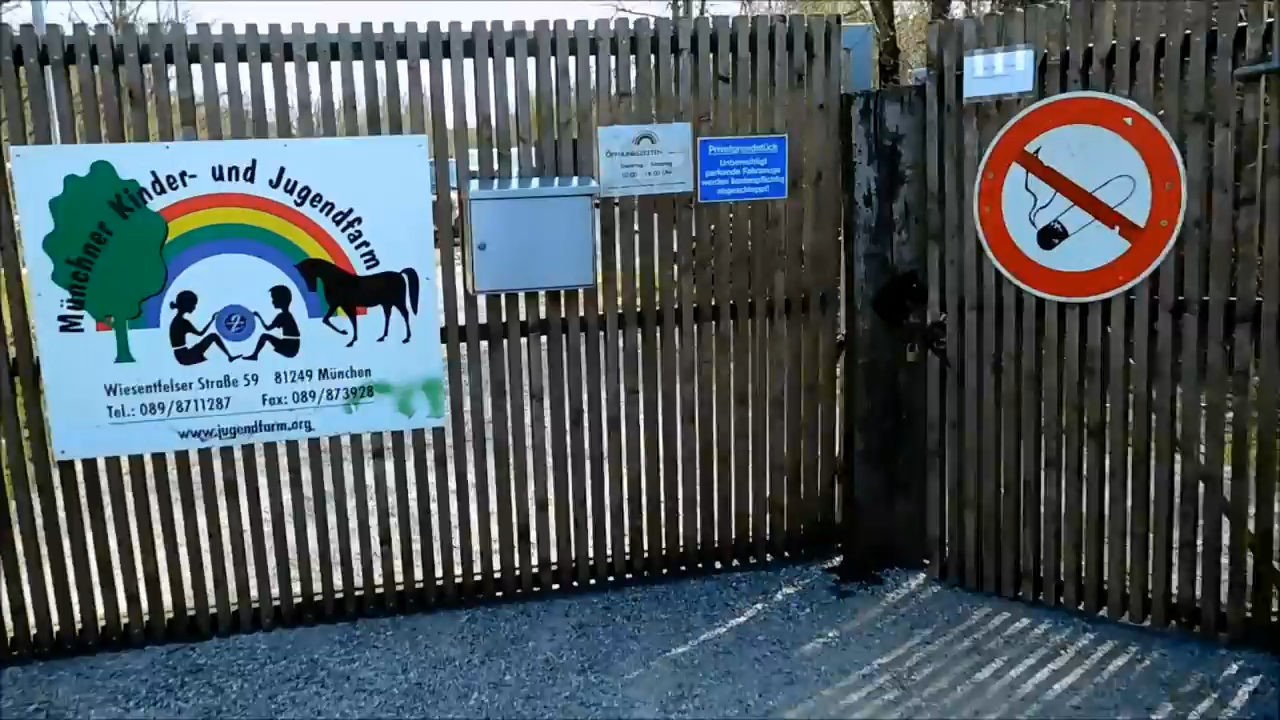 Münchner Kinder- und Jugendfarm
Wiesentfelser Straße 59 81249 München
Tel.: 089/8711287 Fax: 089/873928
www.jugendfarm.org
ÖFFNUNGSZEITEN
Uhr
Privatgrundstück
Unberechtigt
parkende Fahrzeuge
werden kostenpflichtig
abgeschleppt!